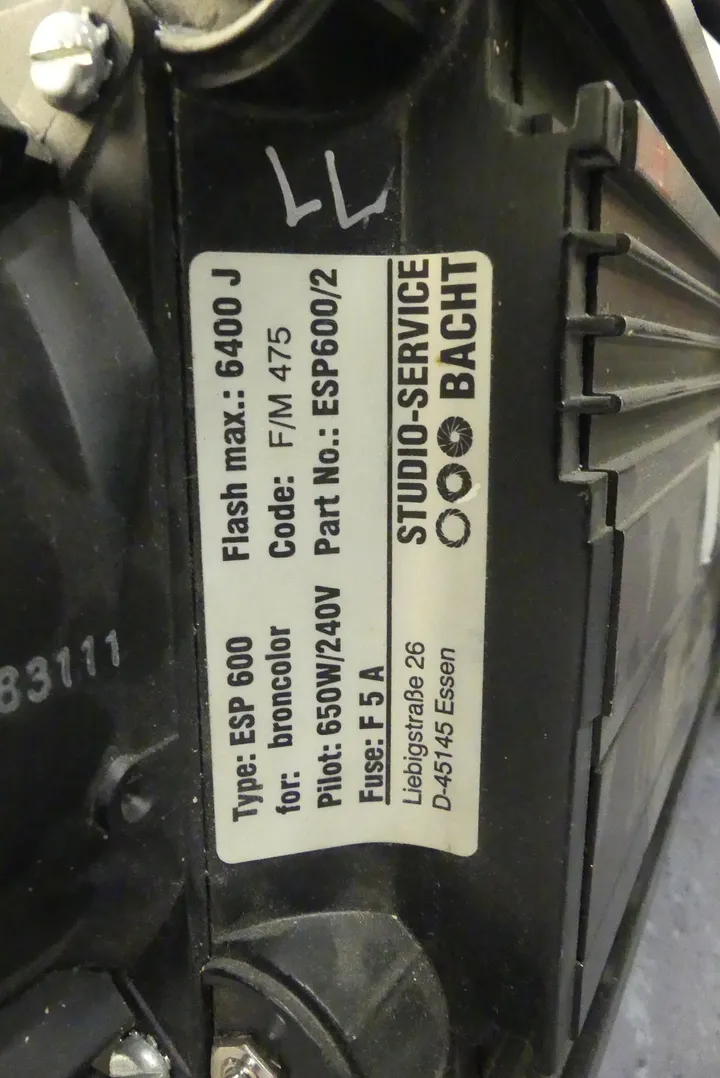 Type: ESP 600 Flash max.: 6400 J
for: broncolor Code: F/M 475
Pilot: 650W/240V Part No.: ESP600/2
Fuse: F 5 A
Liebigstraße 26 STUDIO-SERVICE
D-45145 Essen BACHT
83111